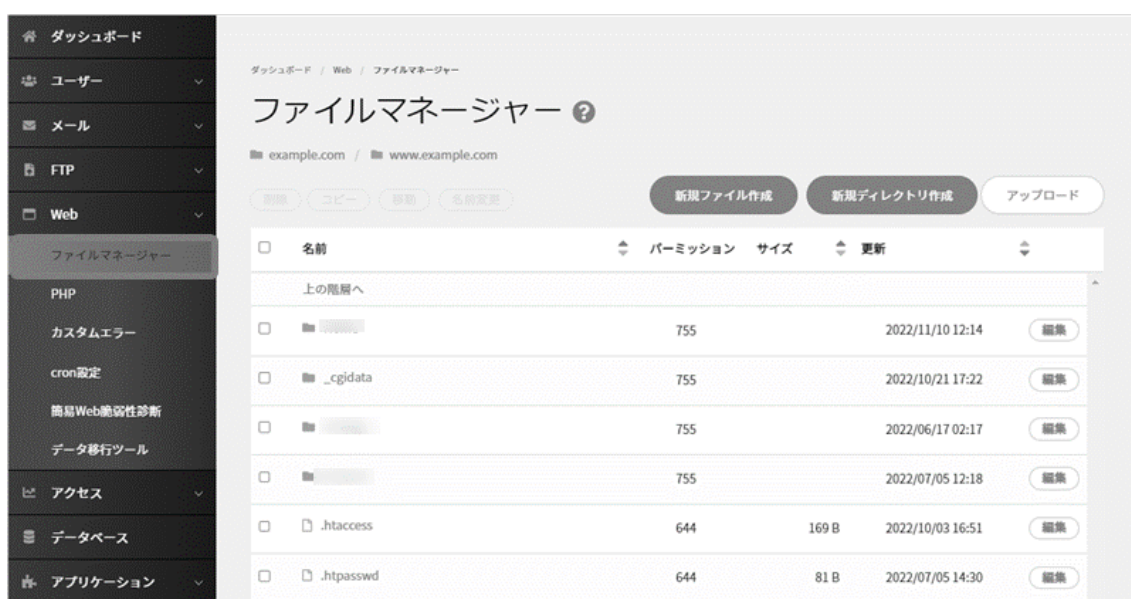 ダッシュボード
ユーザー
メール
FTP
Web
ファイルマネージャー
PHP
カスタムエラー
cron設定
簡易Web脆弱性診断
データ移行ツール
アクセス
データベース
アプリケーション
ダッシュボード / Web / ファイルマネージャー
ファイルマネージャー ?
example.com / www.example.com
削除 コピー 移動 名前変更 新規ファイル作成 新規ディレクトリ作成 アップロード
名前 パーミッション サイズ 更新
上の階層へ
755 2022/11/10 12:14 編集
_cgidata 755 2022/10/21 17:22 編集
755 2022/06/17 02:17 編集
755 2022/07/05 12:18 編集
.htaccess 644 169 B 2022/10/03 16:51 編集
.htpasswd 644 81 B 2022/07/05 14:30 編集